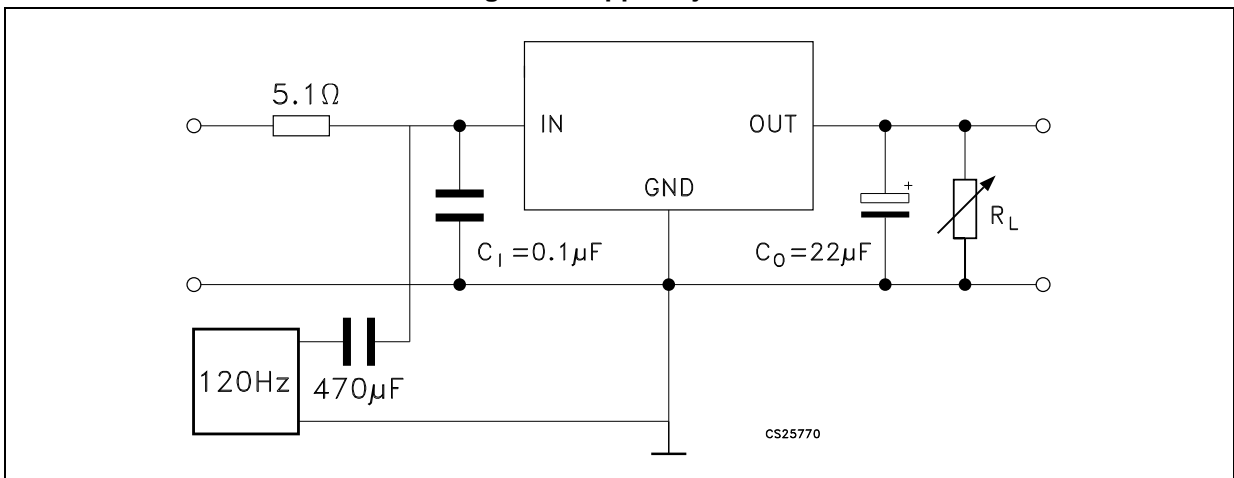 5.1Ω
IN
OUT
GND
C_I=0.1µF
C_O=22µF
R_L
120Hz
470µF
CS25770